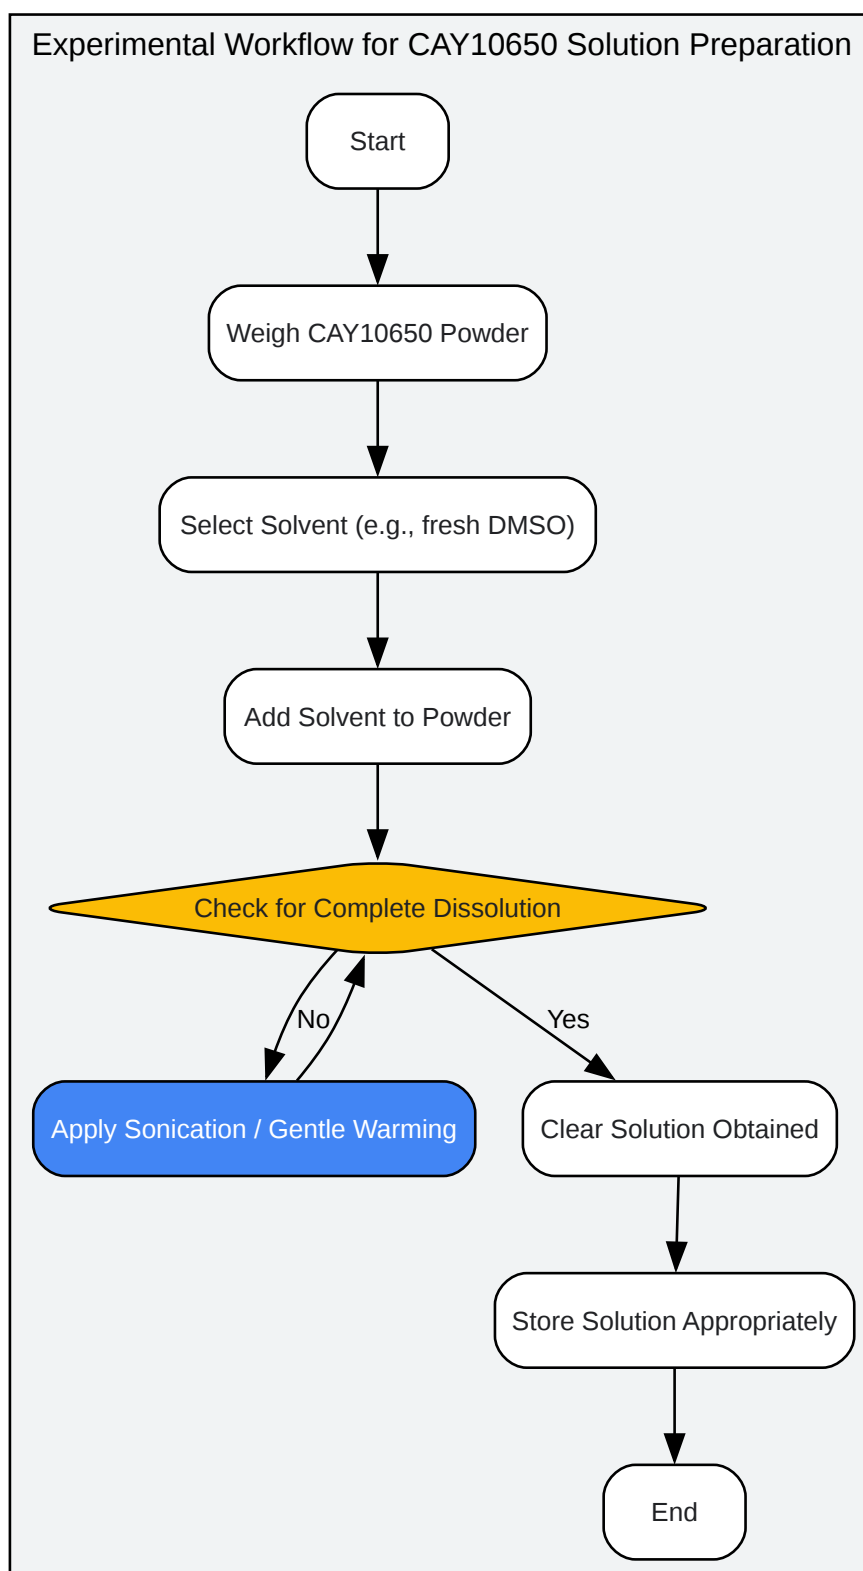 Experimental Workflow for CAY10650 Solution Preparation
Start
Weigh CAY10650 Powder
Select Solvent (e.g., fresh DMSO)
Add Solvent to Powder
Check for Complete Dissolution
No
Yes
Apply Sonication / Gentle Warming
Clear Solution Obtained
Store Solution Appropriately
End